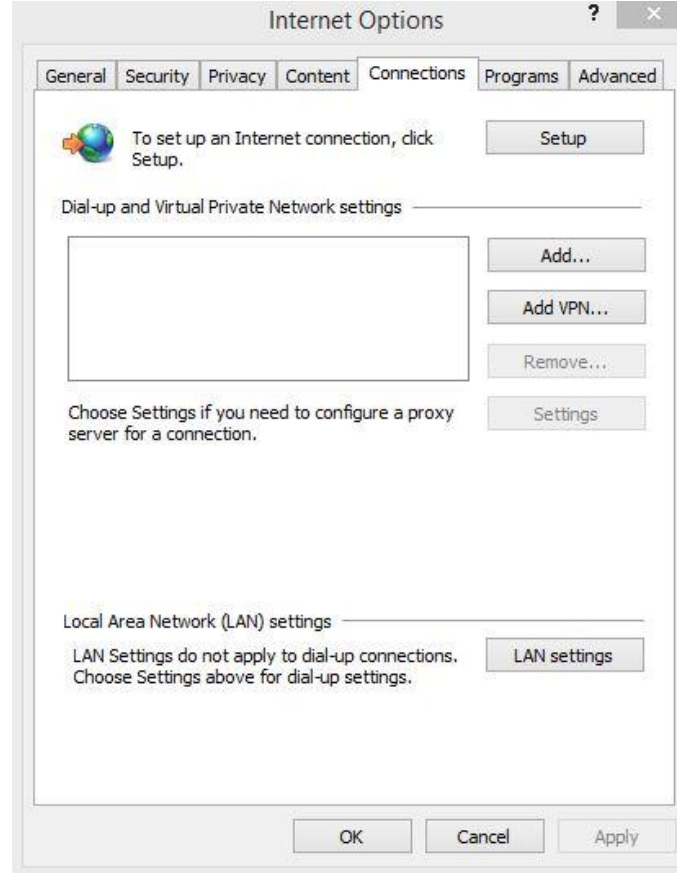 Internet Options
?
×
General Security Privacy Content Connections Programs Advanced
To set up an Internet connection, click
Setup.
Setup
Dial-up and Virtual Private Network settings
Add...
Add VPN...
Remove...
Choose Settings if you need to configure a proxy
server for a connection.
Settings
Local Area Network (LAN) settings
LAN Settings do not apply to dial-up connections.
Choose Settings above for dial-up settings.
LAN settings
OK Cancel Apply